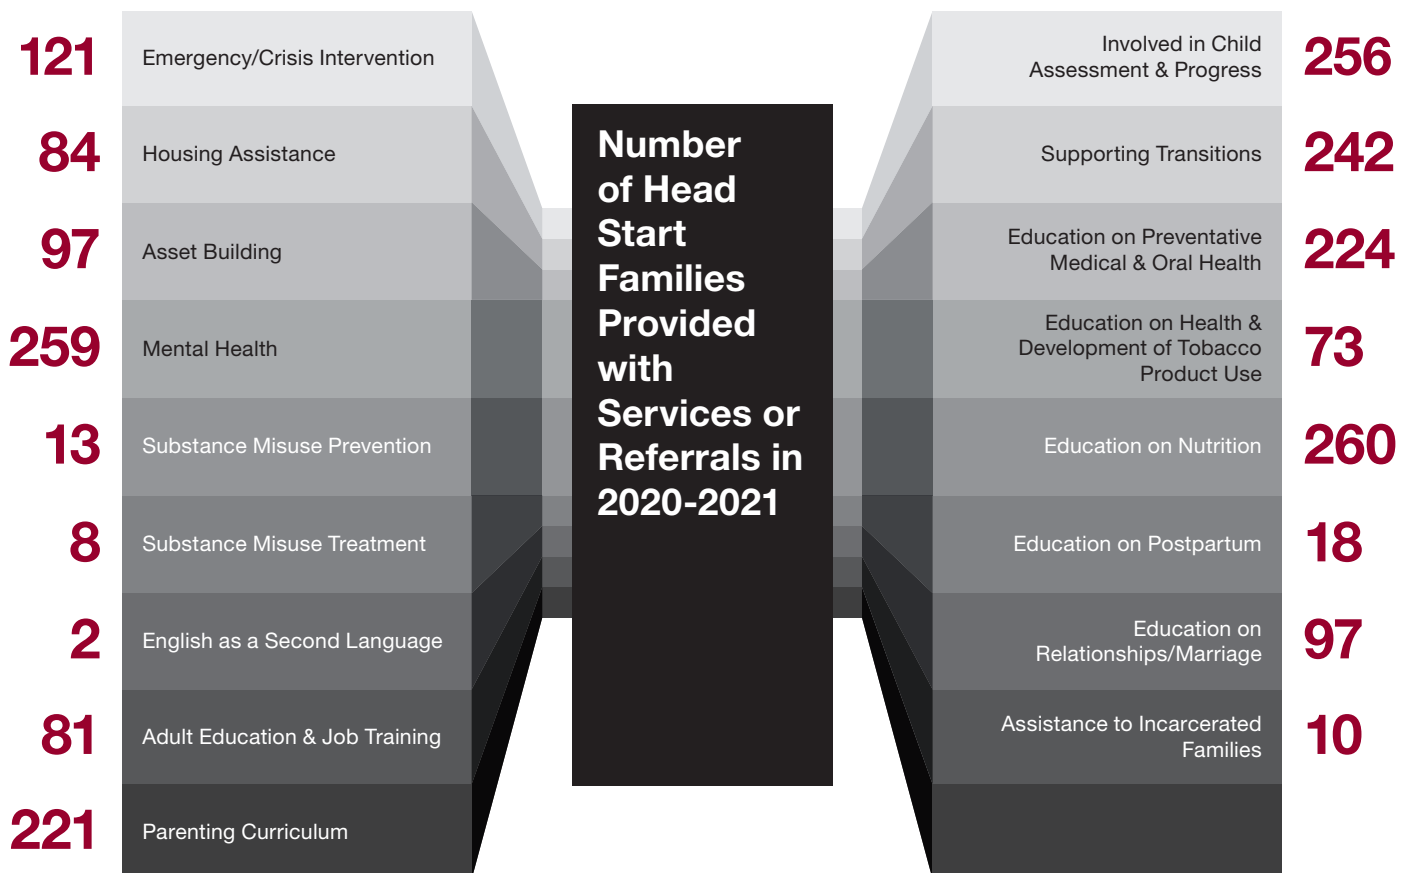 121
Emergency/Crisis Intervention
84
Housing Assistance
97
Asset Building
259
Mental Health
13
Substance Misuse Prevention
8
Substance Misuse Treatment
2
English as a Second Language
81
Adult Education & Job Training
221
Parenting Curriculum
Number
of Head
Start
Families
Provided
with
Services or
Referrals in
2020-2021
Involved in Child
Assessment & Progress
256
Supporting Transitions
242
Education on Preventative
Medical & Oral Health
224
Education on Health &
Development of Tobacco
Product Use
73
Education on Nutrition
260
Education on Postpartum
18
Education on
Relationships/Marriage
97
Assistance to Incarcerated
Families
10